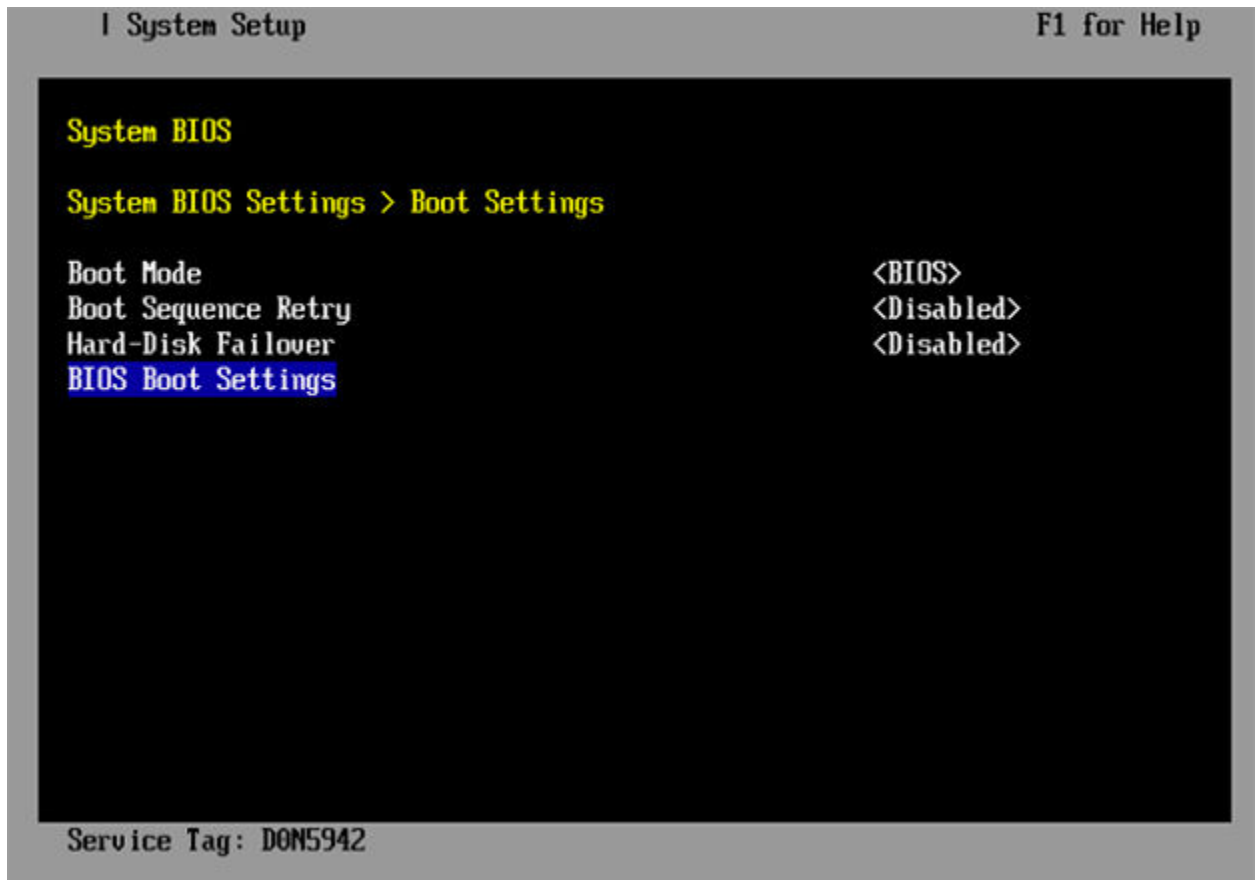 | System Setup F1 for Help
System BIOS
System BIOS Settings > Boot Settings
Boot Mode <BIOS>
Boot Sequence Retry <Disabled>
Hard-Disk Failover <Disabled>
BIOS Boot Settings
Service Tag: D0N5942